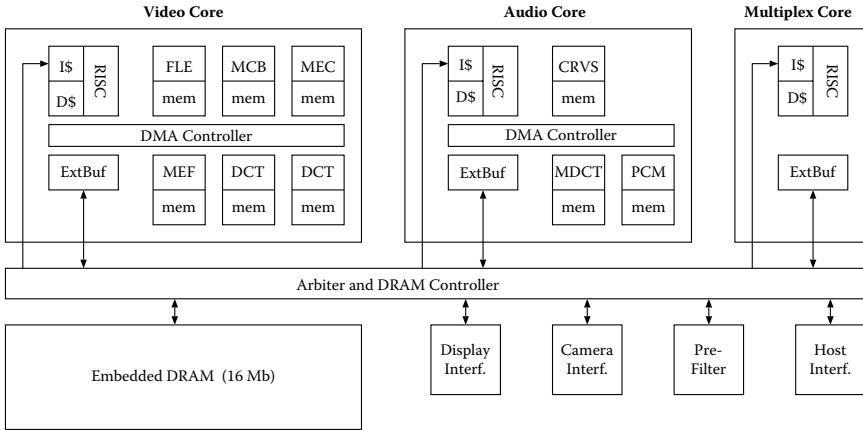 Video Core
Audio Core
Multiplex Core
I$
RISC
D$
FLE
mem
MCB
mem
MEC
mem
DMA Controller
ExtBuf
MEF
mem
DCT
mem
DCT
mem
I$
RISC
D$
CRVS
mem
DMA Controller
ExtBuf
MDCT
mem
PCM
mem
I$
RISC
D$
ExtBuf
Arbiter and DRAM Controller
Embedded DRAM (16 Mb)
Display
Interf.
Camera
Interf.
Pre-
Filter
Host
Interf.